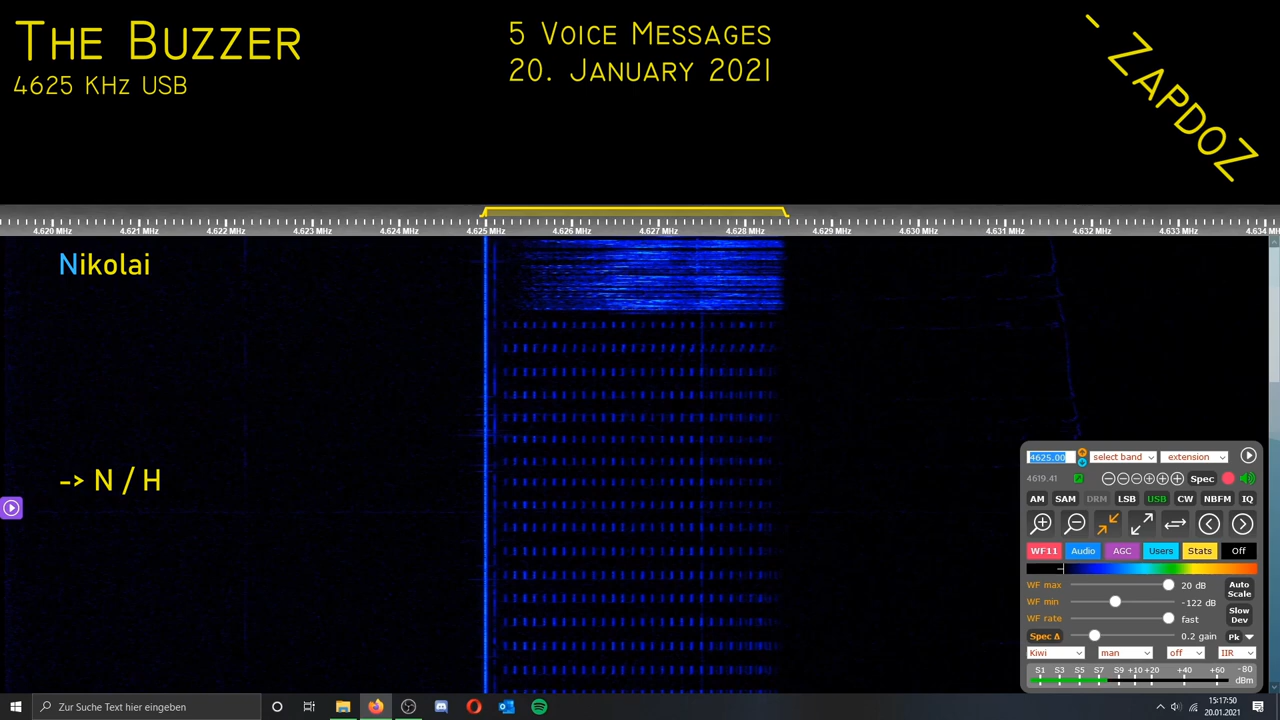 THE BUZZER
4625 KHZ USB
5 VOICE MESSAGES
20. JANUARY 2021
- ZAPDOZ
4.620 MHz 4.621 MHz 4.622 MHz 4.623 MHz 4.624 MHz 4.625 MHz 4.626 MHz 4.627 MHz 4.628 MHz 4.629 MHz 4.630 MHz 4.631 MHz 4.632 MHz 4.633 MHz 4.634 MH
Nikolai
-> N / H
4625.00 select band extension
4619.41 Spec
AM SAM DRM LSB USB CW NBFM IQ
WF11 Audio AGC Users Stats Off
WF max 20 dB Auto Scale
WF min -122 dB
WF rate fast Slow Dev
Spec Δ 0.2 gain Pk
Kiwi man off IIR
S1 S3 S5 S7 S9 +10 +20 +40 +60 -80 dBm
Zur Suche Text hier eingeben
15:17:50
20.01.2021